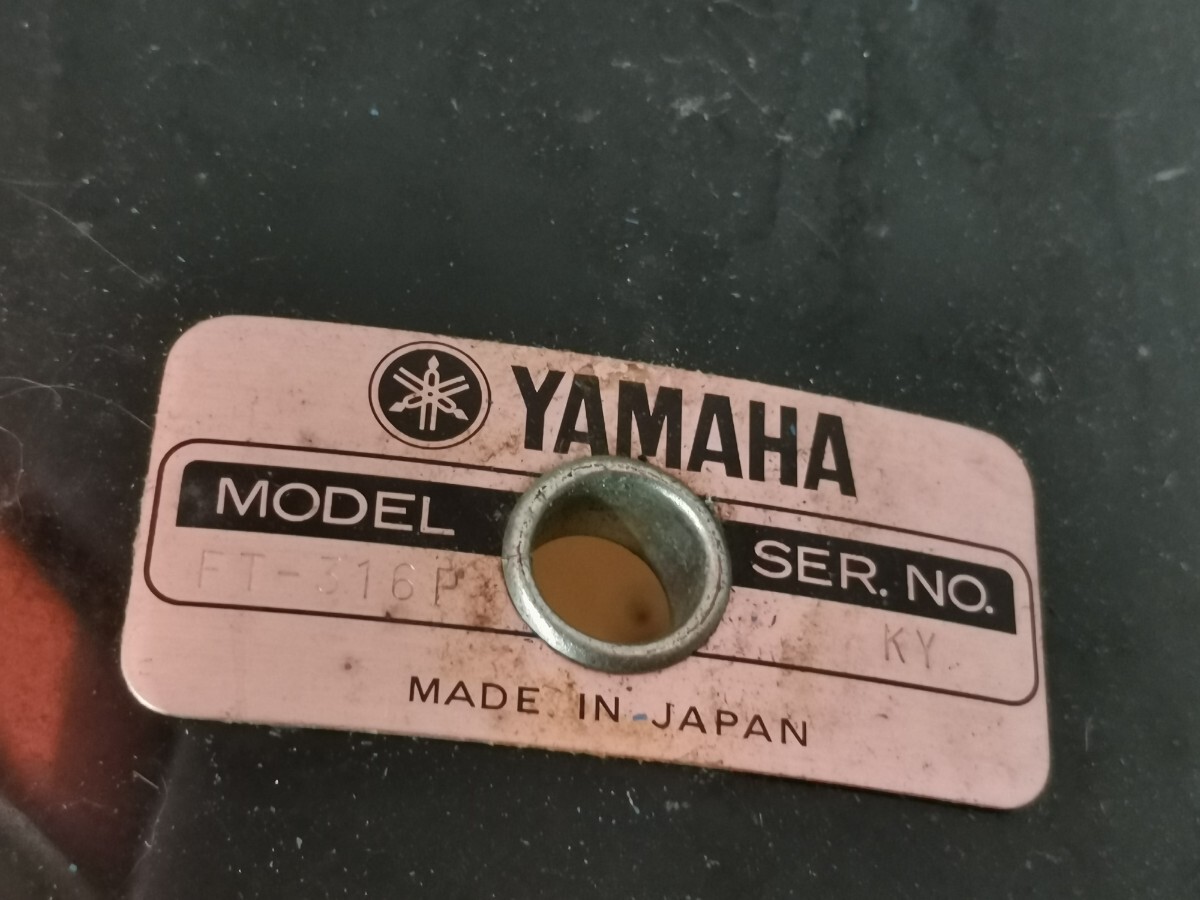 YAMAHA
MODEL SER. NO.
FT-316P KY
MADE IN JAPAN